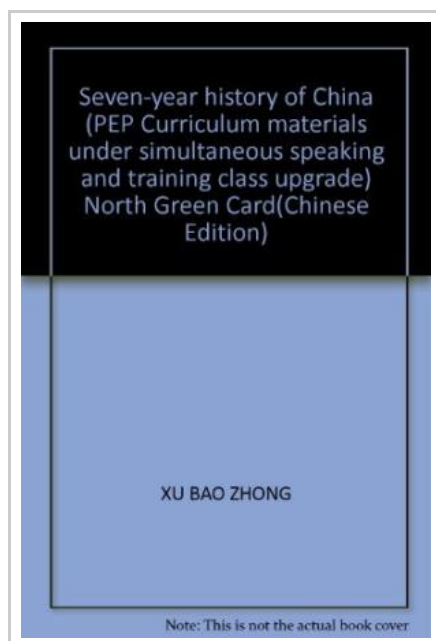 Seven-year history of China
(PEP Curriculum materials
under simultaneous speaking
and training class upgrade)
North Green Card(Chinese
Edition)
XU BAO ZHONG
Note: This is not the actual book cover